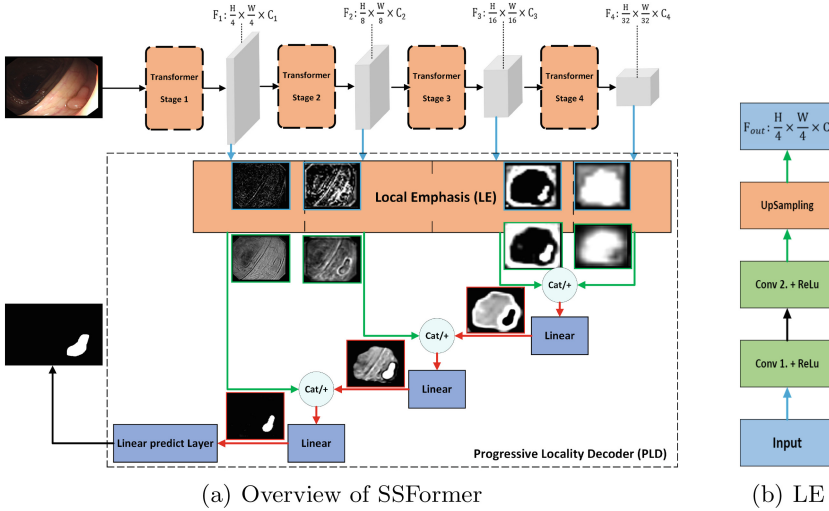 F₁: H/4 × W/4 × C₁
F₂: H/8 × W/8 × C₂
F₃: H/16 × W/16 × C₃
F₄: H/32 × W/32 × C₄
Transformer
Stage 1
Transformer
Stage 2
Transformer
Stage 3
Transformer
Stage 4
Local Emphasis (LE)
Cat/+
Linear
Cat/+
Linear
Cat/+
Linear
Linear predict Layer
Progressive Locality Decoder (PLD)
(a) Overview of SSFormer
F_out: H/4 × W/4 × C
UpSampling
Conv 2. + ReLu
Conv 1. + ReLu
Input
(b) LE